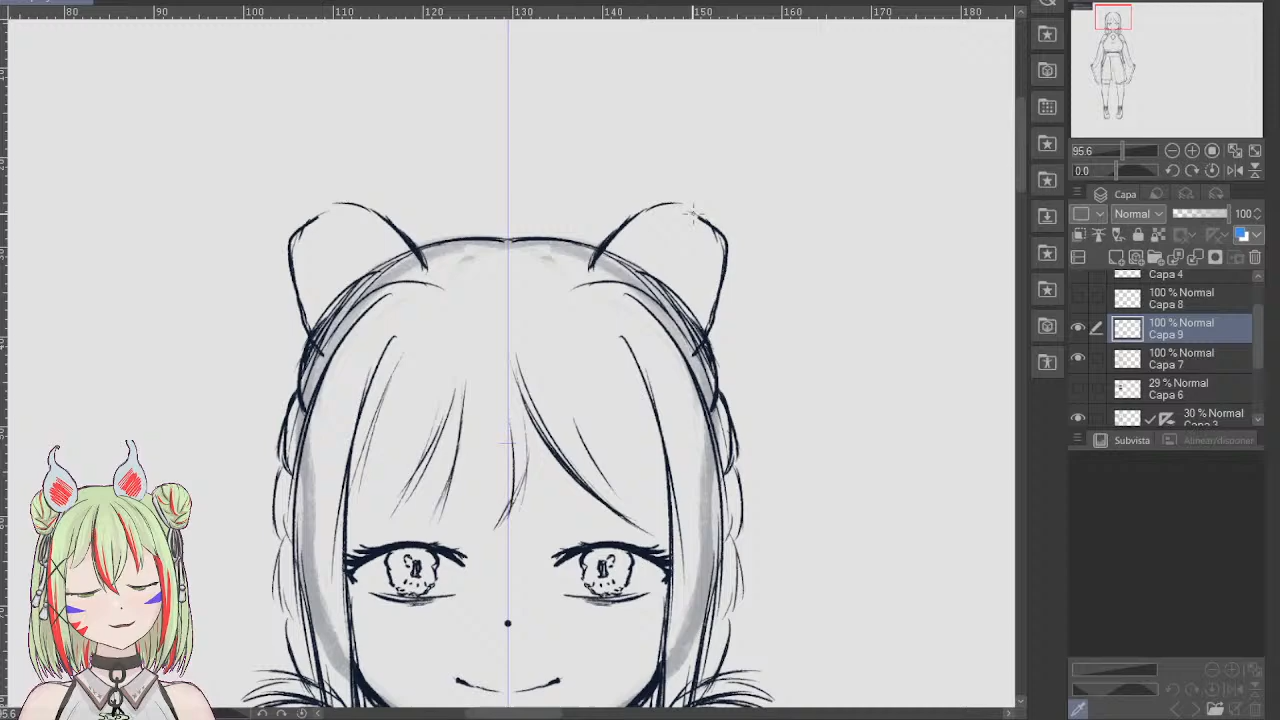 80 90 100 110 120 130 140 150 160 170 180
95.6
0.0
Capa
Normal 100
Capa 4
100 % Normal
Capa 8
100 % Normal
Capa 9
100 % Normal
Capa 7
29 % Normal
Capa 6
30 % Normal
Capa 3
Subvista